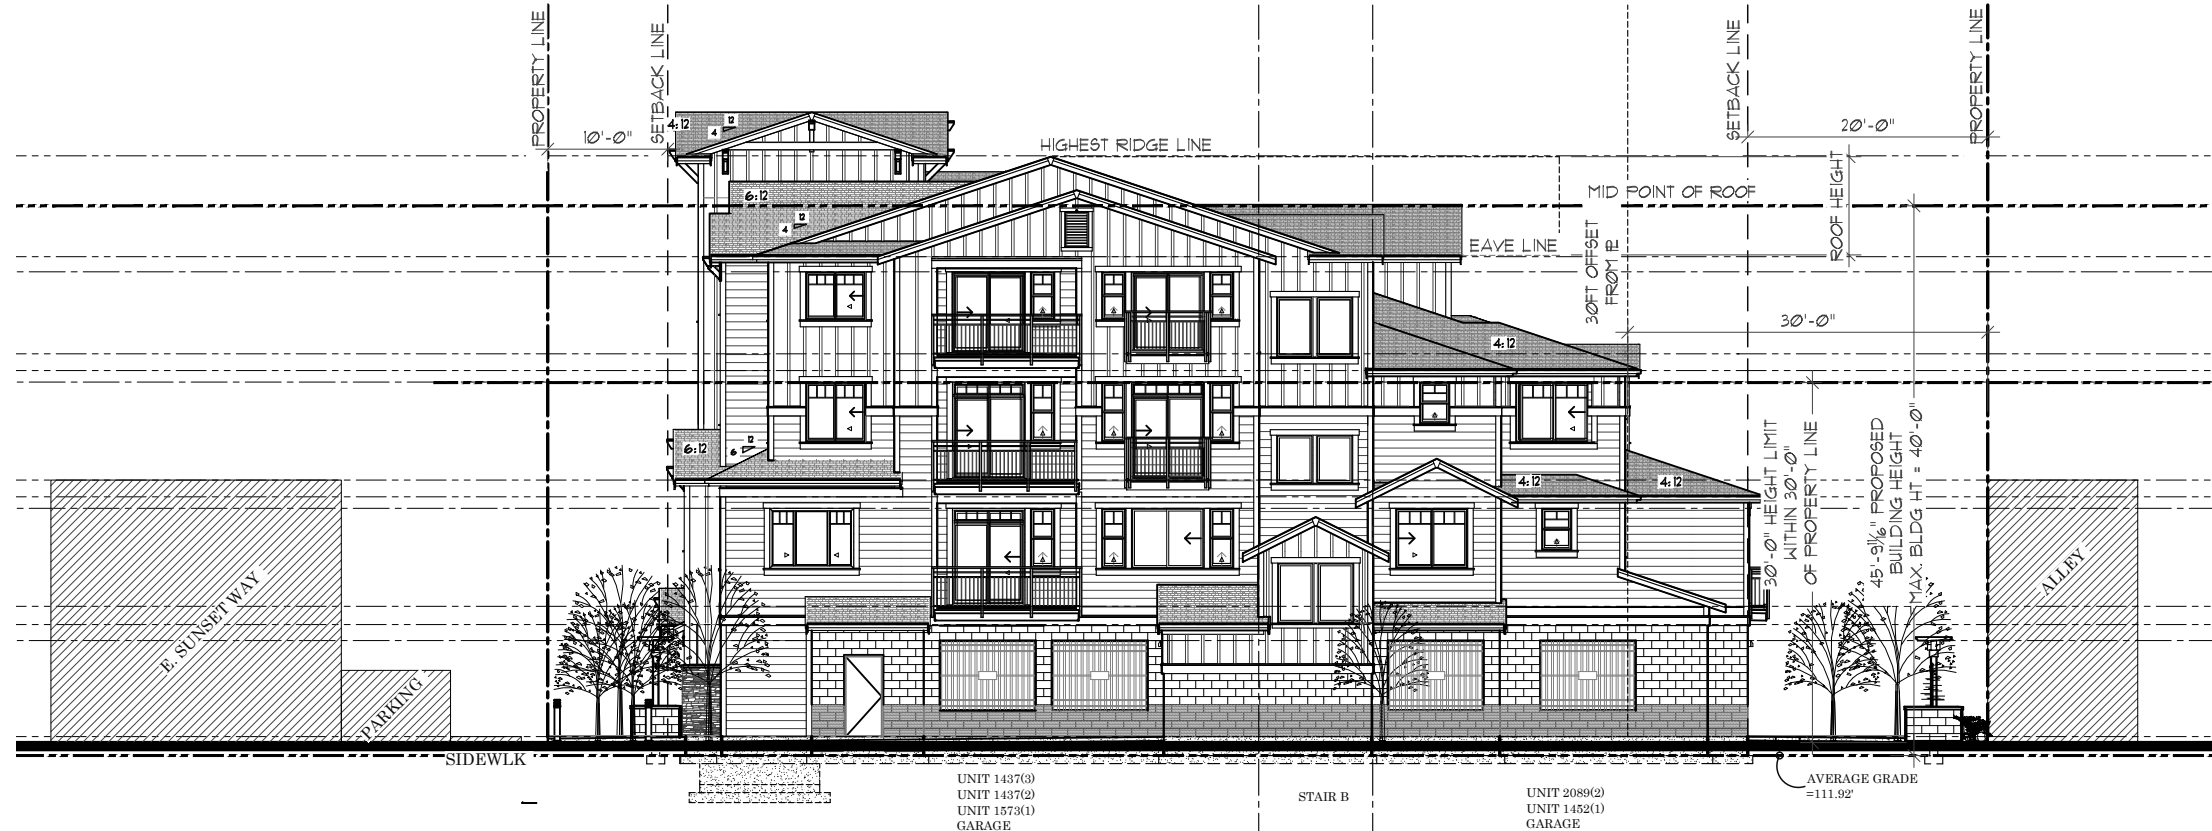 PROPERTY LINE
SETBACK LINE
SETBACK LINE
PROPERTY LINE
10'-0"
20'-0"
4:12
12
4
HIGHEST RIDGE LINE
ROOF HEIGHT
MID POINT OF ROOF
6:12
12
4
EAVE LINE
30FT OFFSET
FROM PL
30'-0"
4:12
12
6:12
6
4:12
4:12
30'-0" HEIGHT LIMIT
WITHIN 30'-0"
OF PROPERTY LINE
BUILDING HEIGHT
MAX. BLDG HT = 40'-0"
E. SUNSET WAY
PARKING
ALLEY
SIDEWLK
AVERAGE GRADE
=111.92'
UNIT 1437(3)
UNIT 1437(2)
UNIT 1573(1)
GARAGE
STAIR B
UNIT 2089(2)
UNIT 1452(1)
GARAGE